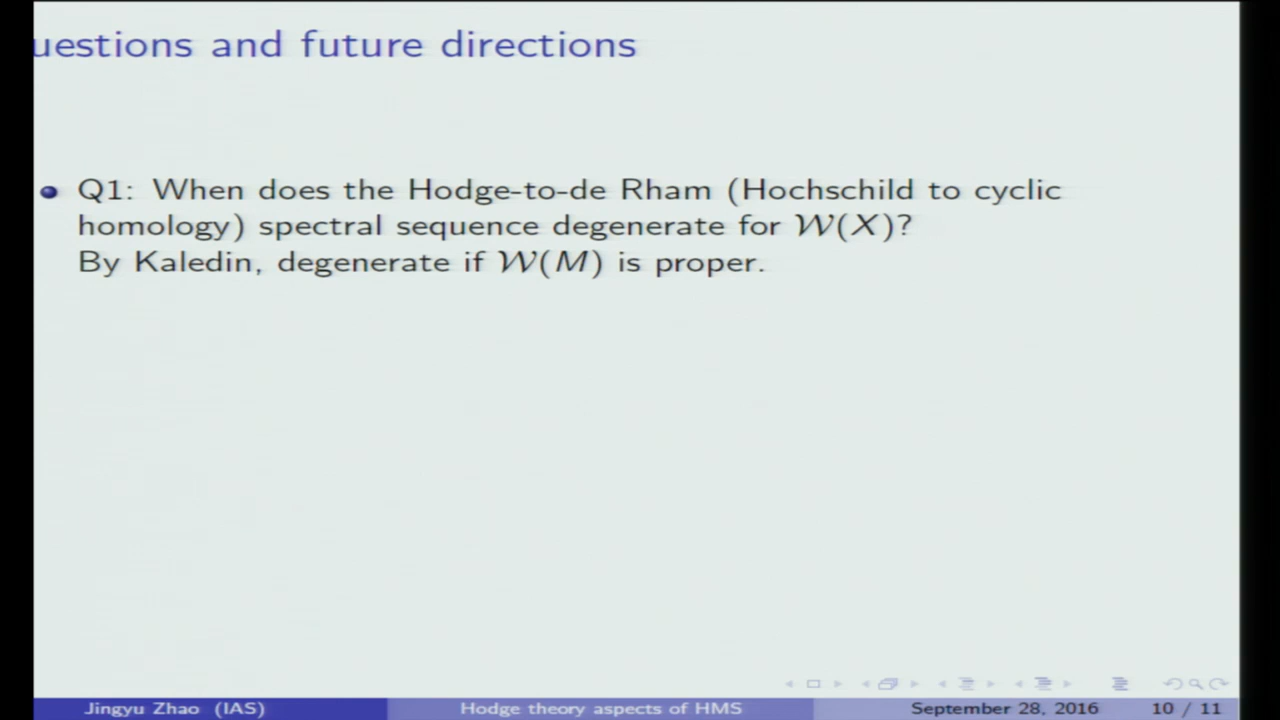 uestions and future directions
Q1: When does the Hodge-to-de Rham (Hochschild to cyclic
homology) spectral sequence degenerate for 𝒲(X)?
By Kaledin, degenerate if 𝒲(M) is proper.
Jingyu Zhao (IAS) Hodge theory aspects of HMS September 28, 2016 10 / 11